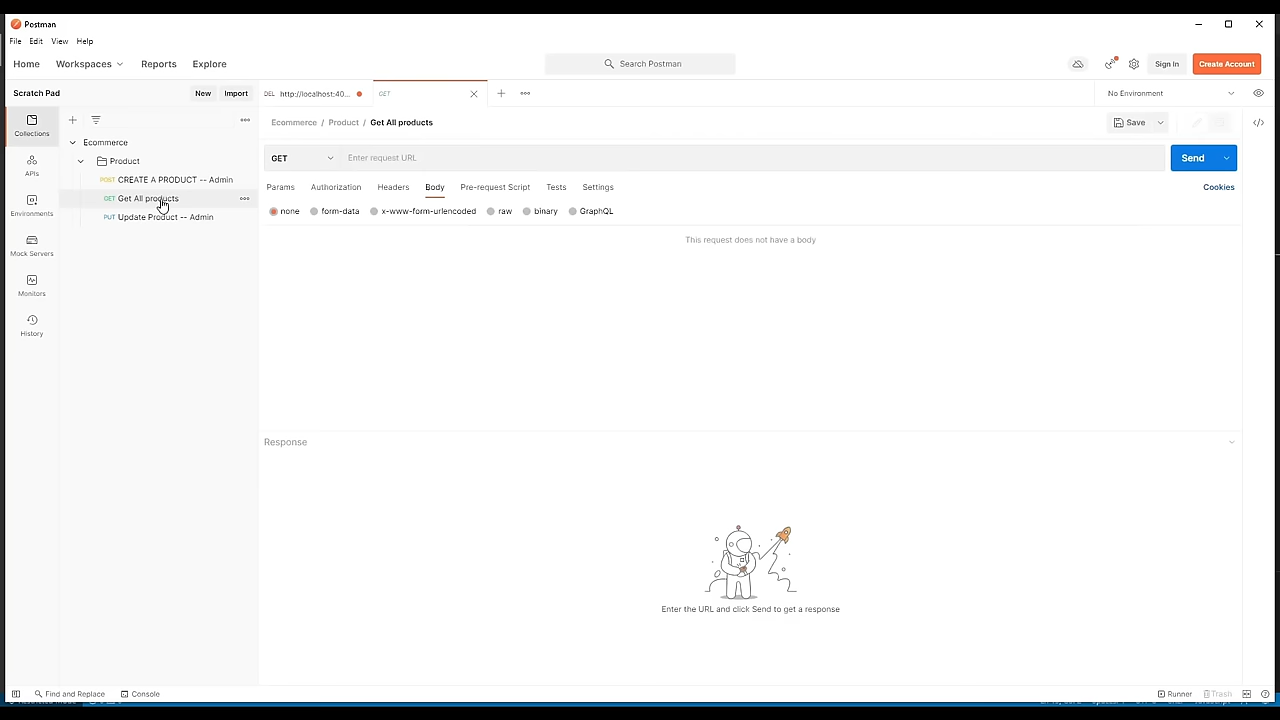 Postman
File Edit View Help
Home Workspaces Reports Explore Search Postman Sign In Create Account
Scratch Pad New Import DEL http://localhost:40... GET No Environment
Collections
APIs
Environments
Mock Servers
Monitors
History
Ecommerce
Product
POST CREATE A PRODUCT -- Admin
GET Get All products
PUT Update Product -- Admin
Ecommerce / Product / Get All products Save
GET Enter request URL Send
Params Authorization Headers Body Pre-request Script Tests Settings Cookies
none form-data x-www-form-urlencoded raw binary GraphQL
This request does not have a body
Response
Enter the URL and click Send to get a response
Find and Replace Console Runner Trash